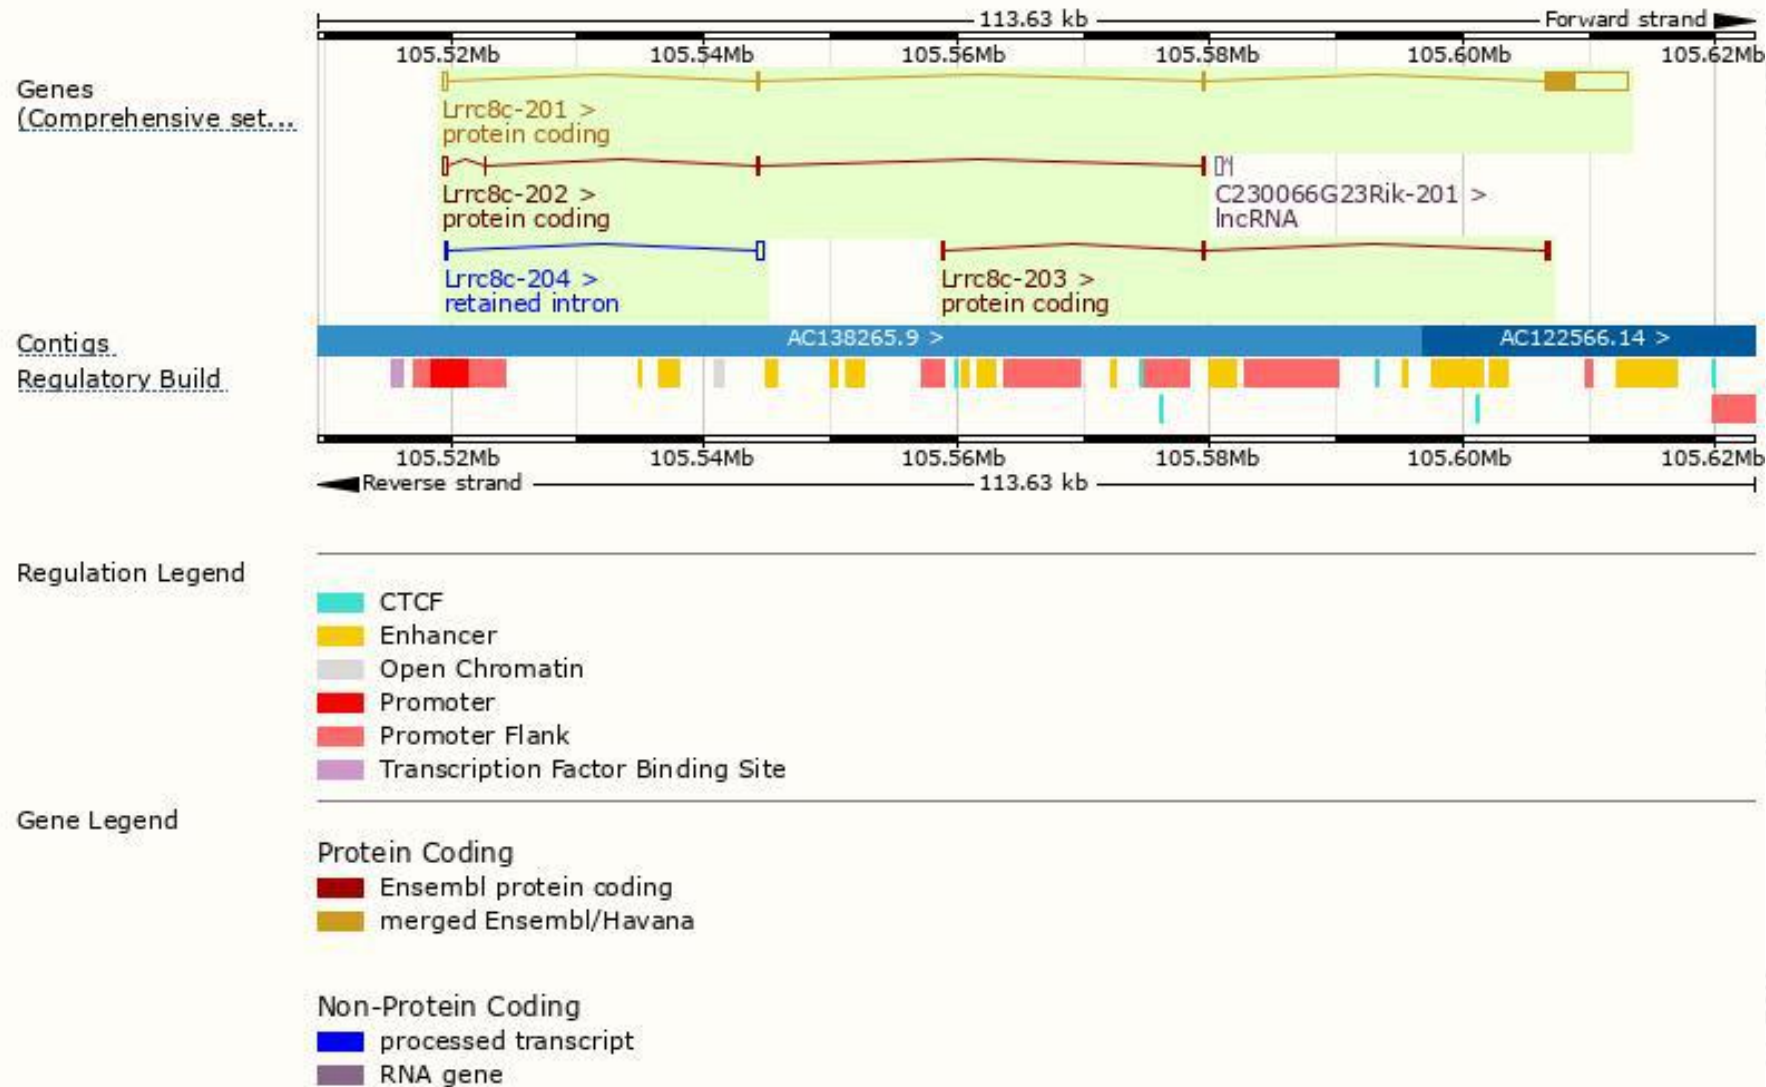 113.63 kb
Forward strand
105.52Mb 105.54Mb 105.56Mb 105.58Mb 105.60Mb 105.62Mb
Genes
(Comprehensive set...
Lrrc8c-201 >
protein coding
Lrrc8c-202 >
protein coding
C230066G23Rik-201 >
lncRNA
Lrrc8c-204 >
retained intron
Lrrc8c-203 >
protein coding
Contigs
AC138265.9 >
AC122566.14 >
Regulatory Build
105.52Mb 105.54Mb 105.56Mb 105.58Mb 105.60Mb 105.62Mb
Reverse strand
113.63 kb
Regulation Legend
CTCF
Enhancer
Open Chromatin
Promoter
Promoter Flank
Transcription Factor Binding Site
Gene Legend
Protein Coding
Ensembl protein coding
merged Ensembl/Havana
Non-Protein Coding
processed transcript
RNA gene